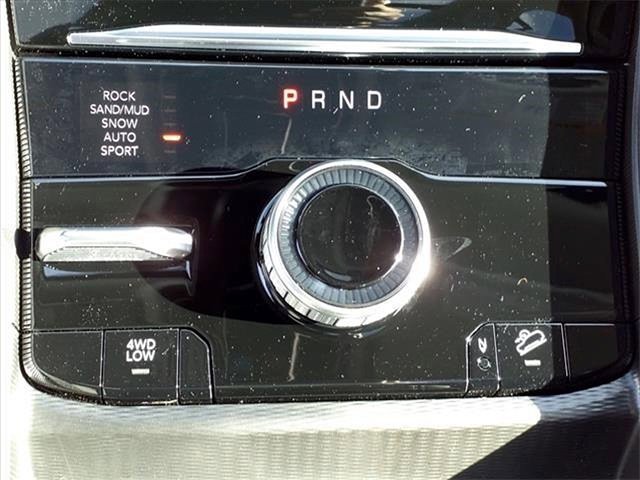 ROCK
SAND/MUD
SNOW
AUTO
SPORT
P R N D
4WD
LOW
N